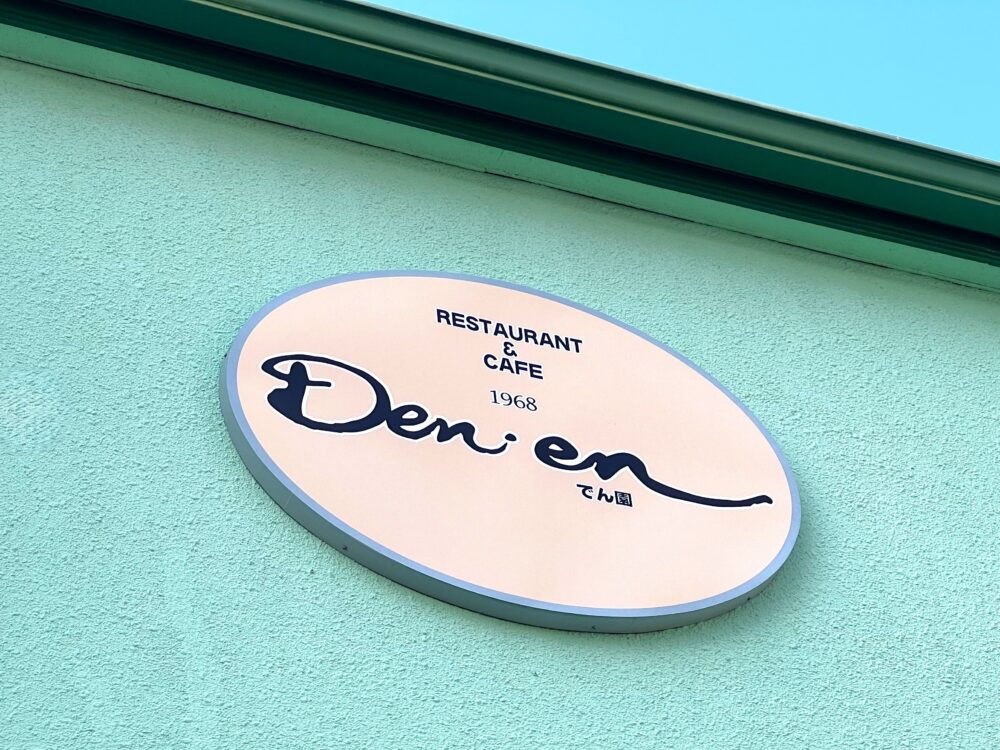 RESTAURANT
&
CAFE
1968
Den·en
でん園